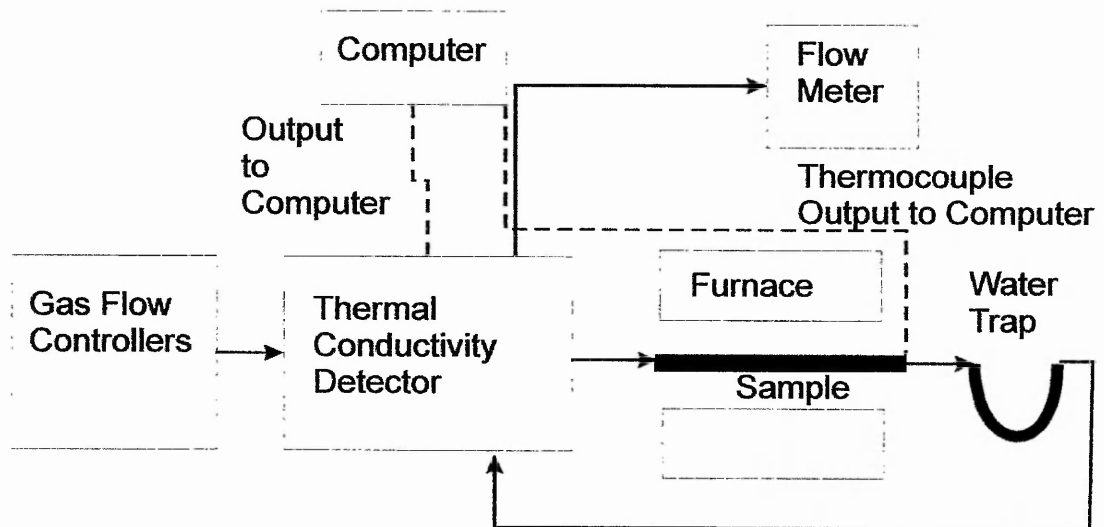 Computer
Flow
Meter
Output
to
Computer
Thermocouple
Output to Computer
Gas Flow
Controllers
Thermal
Conductivity
Detector
Furnace
Sample
Water
Trap